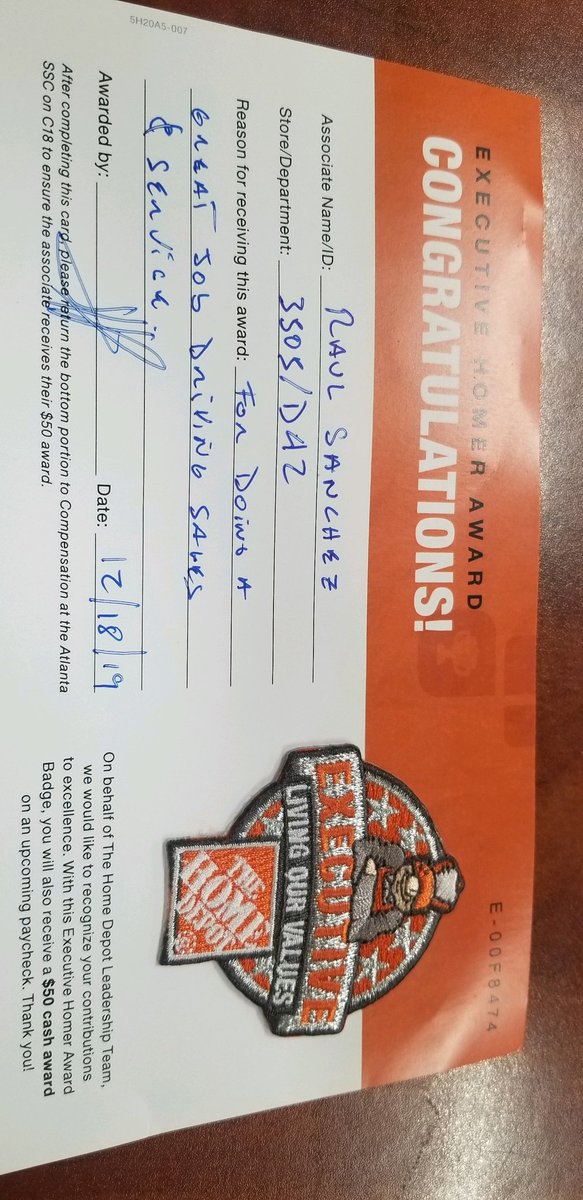 EXECUTIVE HOMER AWARD
E-00F8474
CONGRATULATIONS!
Associate Name/ID: RAUL SANCHEZ
Store/Department: 3505/D42
Reason for receiving this award: FOR DOING A
GREAT JOB DRIVING SALES
& SERVICE.
Awarded by:
Date: 12/18/19
After completing this card, please return the bottom portion to Compensation at the Atlanta
SSC on C18 to ensure the associate receives their $50 award.
5H20A5-007
EXECUTIVE
LIVING OUR VALUES
THE
HOME
DEPOT
On behalf of The Home Depot Leadership Team,
we would like to recognize your contributions
to excellence. With this Executive Homer Award
Badge, you will also receive a $50 cash award
on an upcoming paycheck. Thank you!